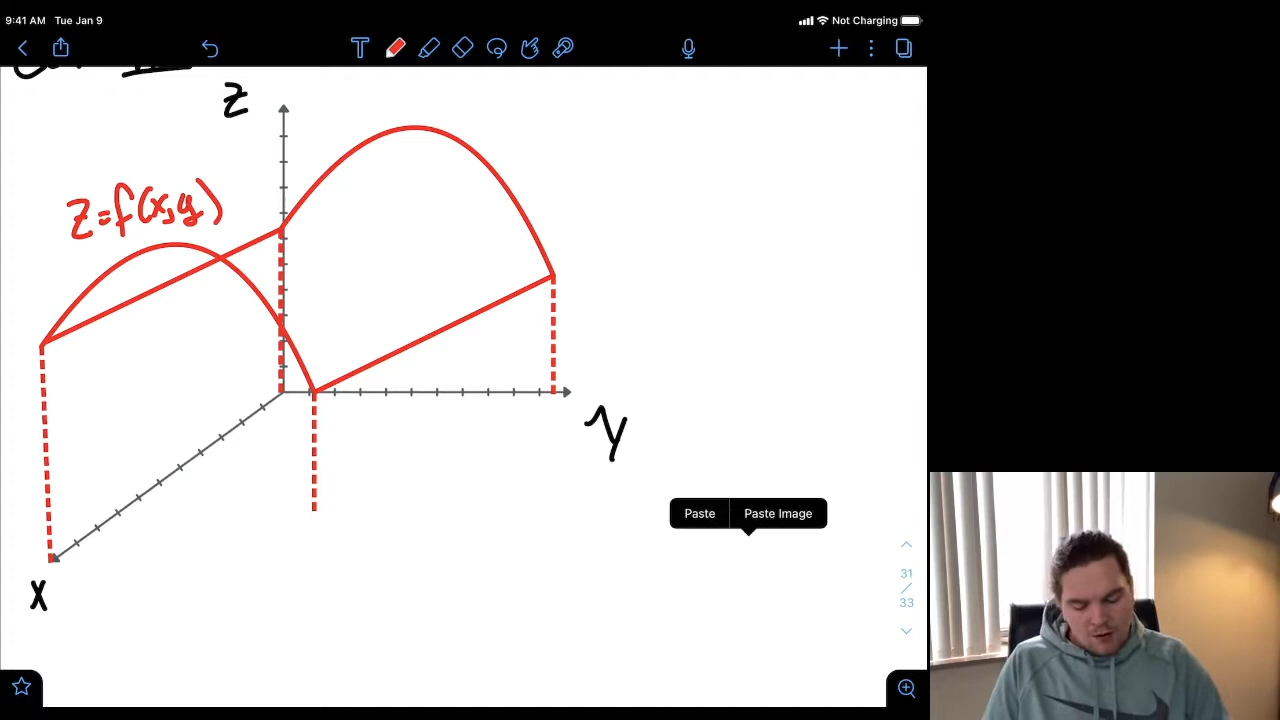 9:41 AM Tue Jan 9
Not Charging
T
Z
z=f(x,y)
y
Paste Paste Image
31
33
X